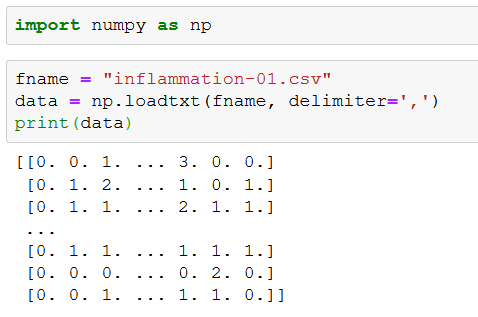 import numpy as np
fname = "inflammation-01.csv"
data = np.loadtxt(fname, delimiter=',')
print(data)
[[0. 0. 1. ... 3. 0. 0.]
 [0. 1. 2. ... 1. 0. 1.]
 [0. 1. 1. ... 2. 1. 1.]
 ...
 [0. 1. 1. ... 1. 1. 1.]
 [0. 0. 0. ... 0. 2. 0.]
 [0. 0. 1. ... 1. 1. 0.]]